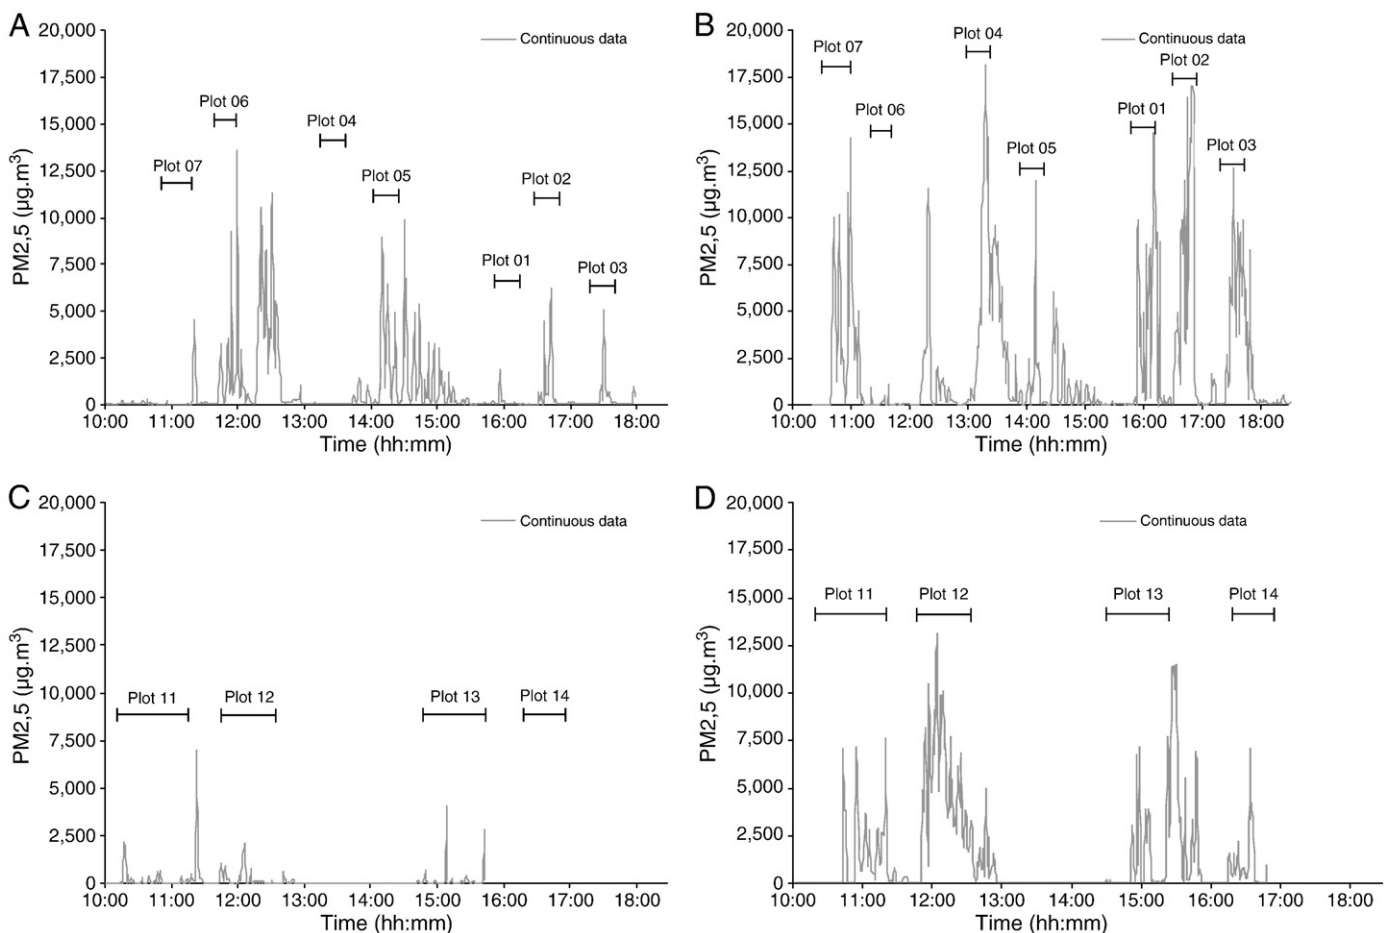 A
20,000
17,500
15,000
12,500
10,000
7,500
5,000
2,500
0
PM2,5 (µg.m³)
Continuous data
Plot 06
Plot 04
Plot 07
Plot 05
Plot 02
Plot 01
Plot 03
10:00 11:00 12:00 13:00 14:00 15:00 16:00 17:00 18:00
Time (hh:mm)
B
20,000
17,500
15,000
12,500
10,000
7,500
5,000
2,500
0
PM2,5 (µg.m³)
Continuous data
Plot 04
Plot 07
Plot 02
Plot 06
Plot 01
Plot 03
Plot 05
10:00 11:00 12:00 13:00 14:00 15:00 16:00 17:00 18:00
Time (hh:mm)
C
20,000
17,500
15,000
12,500
10,000
7,500
5,000
2,500
0
PM2,5 (µg.m³)
Continuous data
Plot 11 Plot 12 Plot 13 Plot 14
10:00 11:00 12:00 13:00 14:00 15:00 16:00 17:00 18:00
Time (hh:mm)
D
20,000
17,500
15,000
12,500
10,000
7,500
5,000
2,500
0
PM2,5 (µg.m³)
Continuous data
Plot 11 Plot 12 Plot 13 Plot 14
10:00 11:00 12:00 13:00 14:00 15:00 16:00 17:00 18:00
Time (hh:mm)